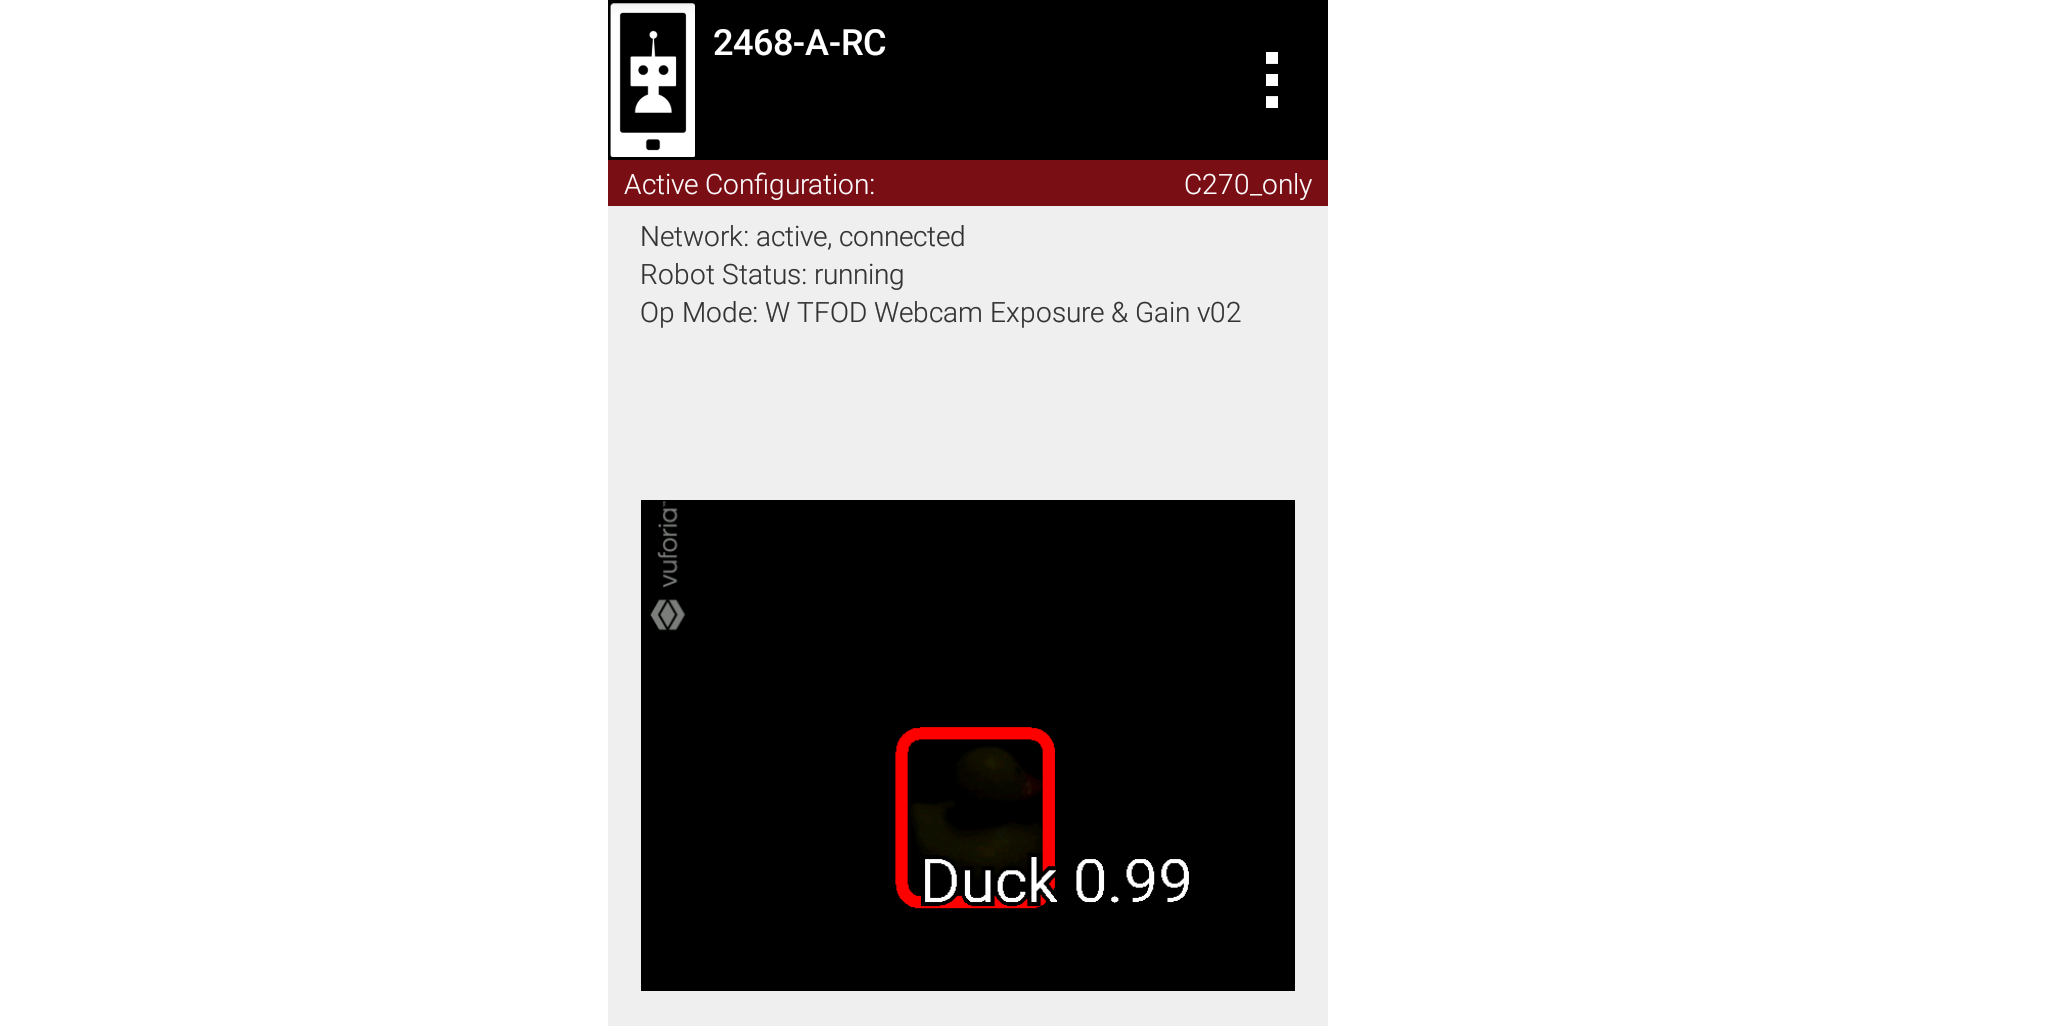 2468-A-RC
Active Configuration: C270_only
Network: active, connected
Robot Status: running
Op Mode: W TFOD Webcam Exposure & Gain v02
vuforia™
Duck 0.99